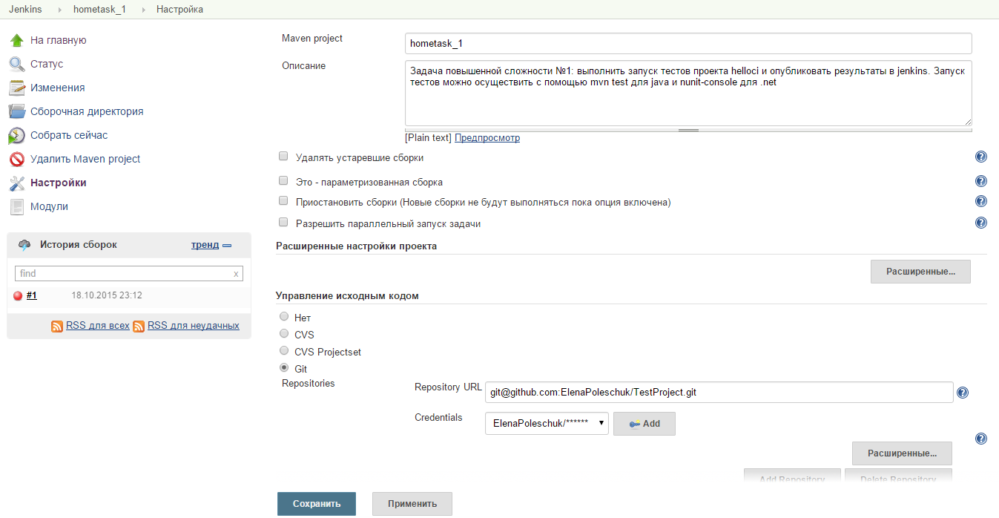 Jenkins hometask_1 Настройка
На главную
Статус
Изменения
Сборочная директория
Собрать сейчас
Удалить Maven project
Настройки
Модули
История сборок тренд
find x
#1 18.10.2015 23:12
RSS для всех RSS для неудачных
Maven project hometask_1
Описание
Задача повышенной сложности №1: выполнить запуск тестов проекта helloci и опубликовать результаты в jenkins. Запуск
тестов можно осуществить с помощью mvn test для java и nunit-console для .net
[Plain text] Предпросмотр
Удалять устаревшие сборки
Это - параметризованная сборка
Приостановить сборки (Новые сборки не будут выполняться пока опция включена)
Разрешить параллельный запуск задачи
Расширенные настройки проекта
Расширенные...
Управление исходным кодом
Нет
CVS
CVS Projectset
Git
Repositories
Repository URL git@github.com:ElenaPoleschuk/TestProject.git
Credentials ElenaPoleschuk/****** Add
Расширенные...
Add Repository Delete Repository
Сохранить Применить